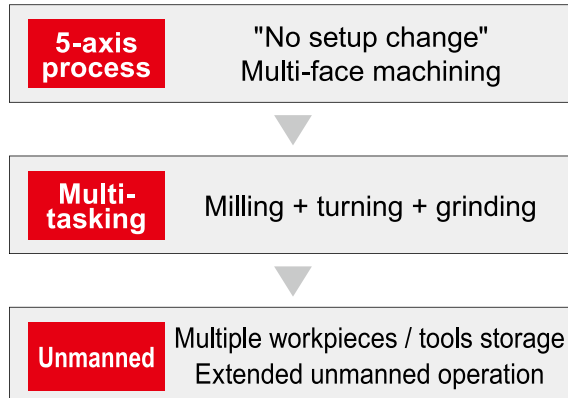 5-axis
process
"No setup change"
Multi-face machining
Multi-
tasking
Milling + turning + grinding
Unmanned
Multiple workpieces / tools storage
Extended unmanned operation